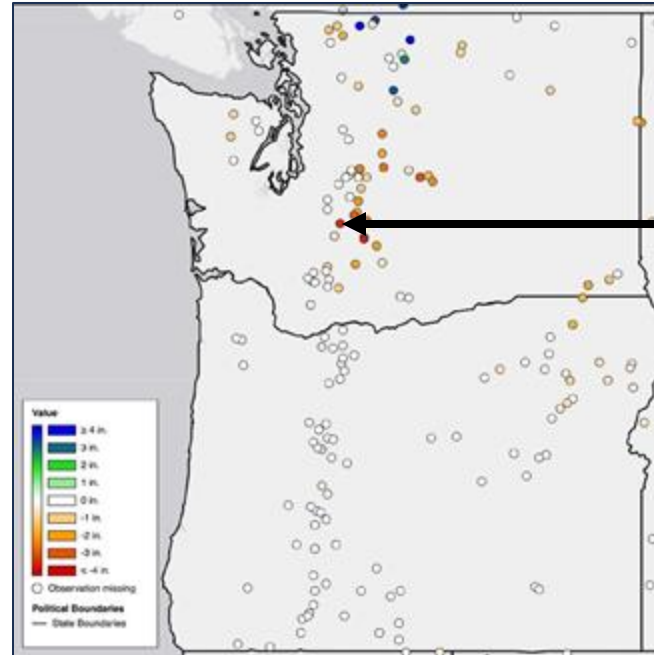 Value
≥ 4 in.
3 in.
2 in.
1 in.
0 in.
-1 in.
-2 in.
-3 in.
≤ -4 in.
Observation missing
Political Boundaries
State Boundaries